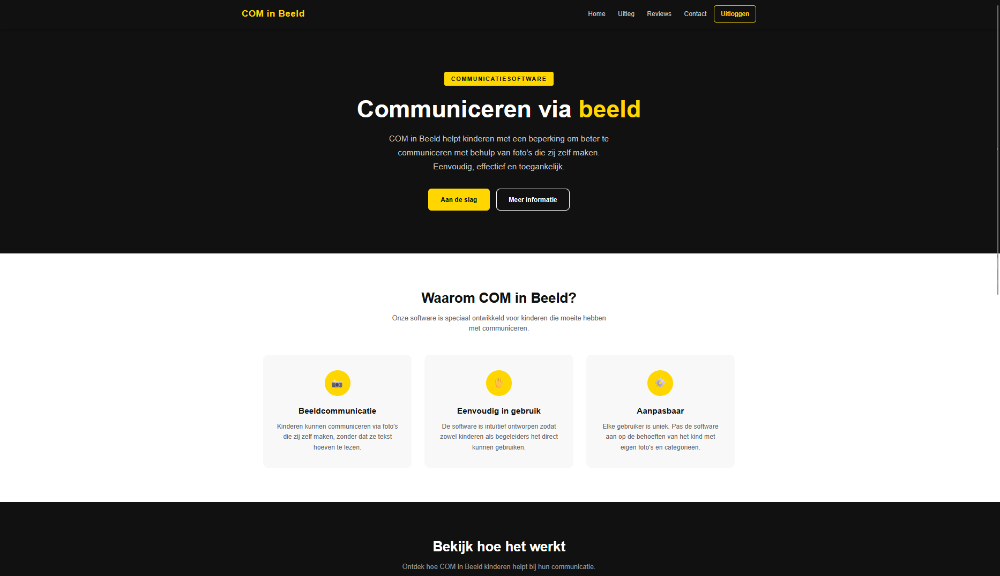 COM in Beeld
Home Uitleg Reviews Contact Uitloggen
COMMUNICATIESOFTWARE
Communiceren via beeld
COM in Beeld helpt kinderen met een beperking om beter te
communiceren met behulp van foto's die zij zelf maken.
Eenvoudig, effectief en toegankelijk.
Aan de slag
Meer informatie
Waarom COM in Beeld?
Onze software is speciaal ontwikkeld voor kinderen die moeite hebben
met communiceren.
Beeldcommunicatie
Kinderen kunnen communiceren via foto's
die zij zelf maken, zonder dat ze tekst
hoeven te lezen.
Eenvoudig in gebruik
De software is intuïtief ontworpen zodat
zowel kinderen als begeleiders het direct
kunnen gebruiken.
Aanpasbaar
Elke gebruiker is uniek. Pas de software
aan op de behoeften van het kind met
eigen foto's en categorieën.
Bekijk hoe het werkt
Ontdek hoe COM in Beeld kinderen helpt bij hun communicatie.